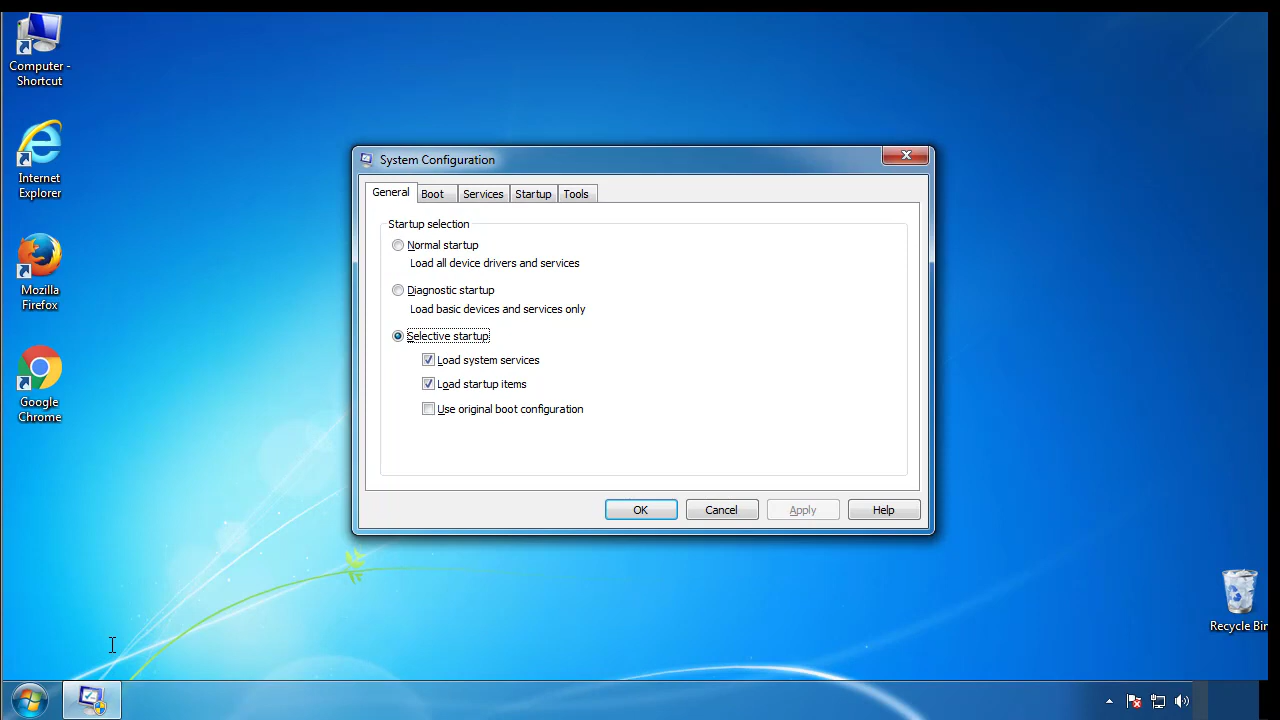 Computer -
Shortcut
Internet
Explorer
Mozilla
Firefox
Google
Chrome
System Configuration
General
Boot
Services
Startup
Tools
Startup selection
Normal startup
Load all device drivers and services
Diagnostic startup
Load basic devices and services only
Selective startup
Load system services
Load startup items
Use original boot configuration
OK
Cancel
Apply
Help
Recycle Bin